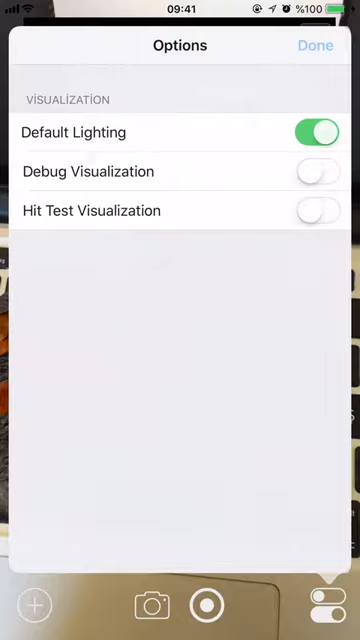 09:41
%100
Options
Done
VİSUALİZATİON
Default Lighting
Debug Visualization
Hit Test Visualization